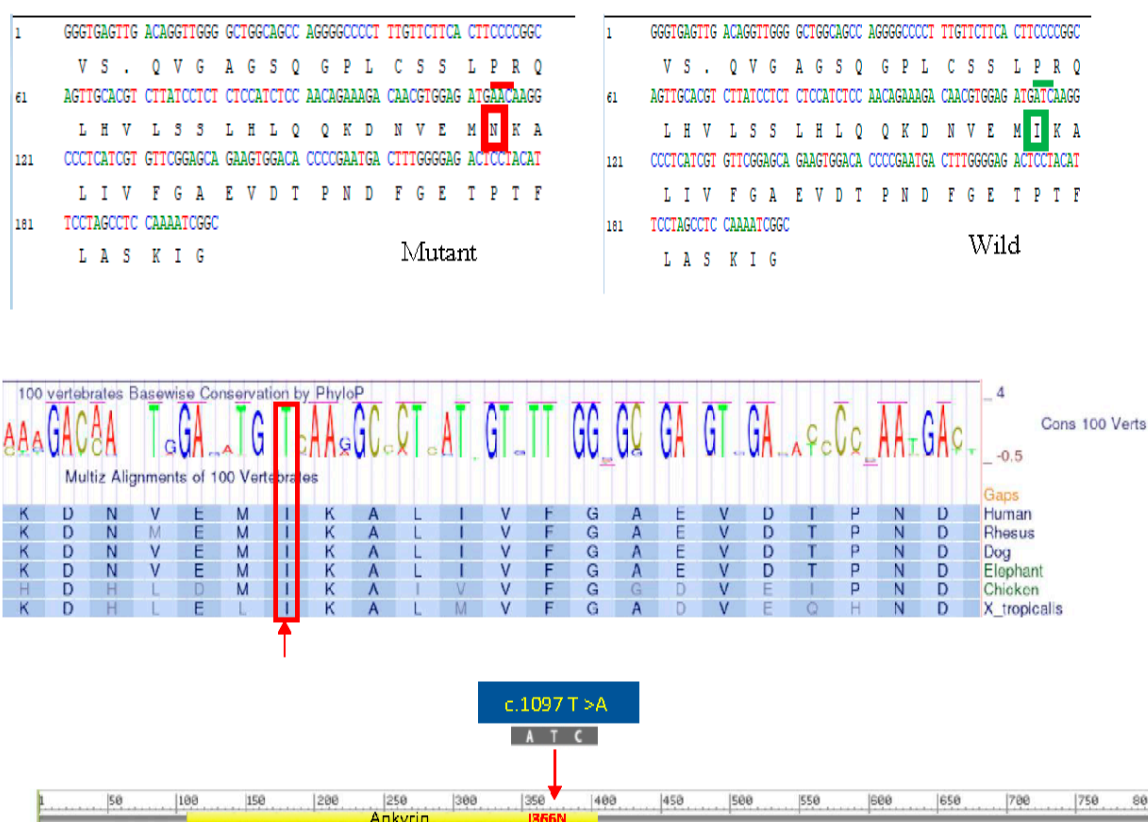 1 GGGTGAGTTG ACAGGTTGGG GCTGGCAGCC AGGGGCCCCT TTGTTCTTCA CTTCCCCGGC
V S . Q V G A G S Q G P L C S S L P R Q
61 AGTTGCACGT CTTATCCTCT CTCCATCTCC AACAGAAAGA CAACGTGGAG ATGAACAAGG
L H V L S S L H L Q Q K D N V E M N K A
121 CCCTCATCGT GTTCGGAGCA GAAGTGGACA CCCCGAATGA CTTTGGGGAG ACTCCTACAT
L I V F G A E V D T P N D F G E T P T F
181 TCCTAGCCTC CAAAATCGGC
L A S K I G
Mutant
1 GGGTGAGTTG ACAGGTTGGG GCTGGCAGCC AGGGGCCCCT TTGTTCTTCA CTTCCCCGGC
V S . Q V G A G S Q G P L C S S L P R Q
61 AGTTGCACGT CTTATCCTCT CTCCATCTCC AACAGAAAGA CAACGTGGAG ATGATCAAGG
L H V L S S L H L Q Q K D N V E M I K A
121 CCCTCATCGT GTTCGGAGCA GAAGTGGACA CCCCGAATGA CTTTGGGGAG ACTCCTACAT
L I V F G A E V D T P N D F G E T P T F
181 TCCTAGCCTC CAAAATCGGC
L A S K I G
Wild
100 vertebrates Basewise Conservation by PhyloP
4
Cons 100 Verts
-0.5
Multiz Alignments of 100 Vertebrates
Gaps
K D N V E M I K A L I V F G A E V D T P N D Human
K D N M E M I K A L I V F G A E V D T P N D Rhesus
K D N V E M I K A L I V F G A E V D T P N D Dog
K D N V E M I K A L I V F G A E V D T P N D Elephant
H D H L D M I K A I V V F G G D V E I P N D Chicken
K D H L E L I K A L M V F G A D V E Q H N D X_tropicalis
c.1097 T >A
A T C
1 50 100 150 200 250 300 350 400 450 500 550 600 650 700 750 80
Ankyrin I366N